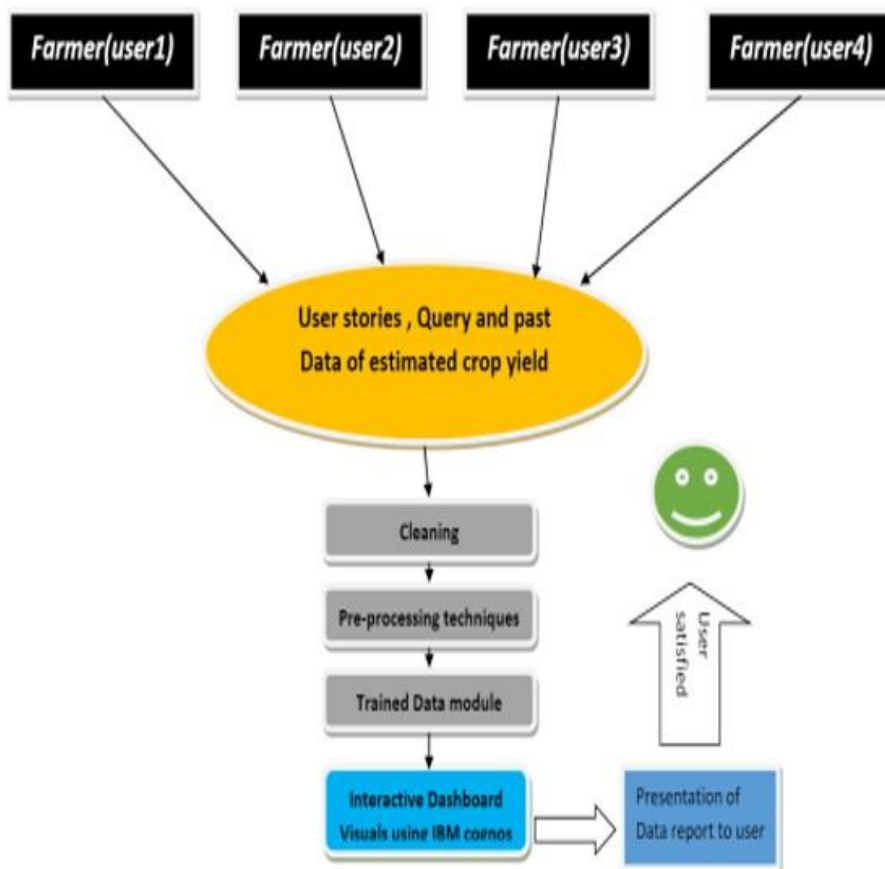 Farmer(user1)
Farmer(user2)
Farmer(user3)
Farmer(user4)
User stories , Query and past
Data of estimated crop yield
Cleaning
Pre-processing techniques
Trained Data module
Interactive Dashboard
Visuals using IBM cognos
Presentation of
Data report to user
User
satisfied